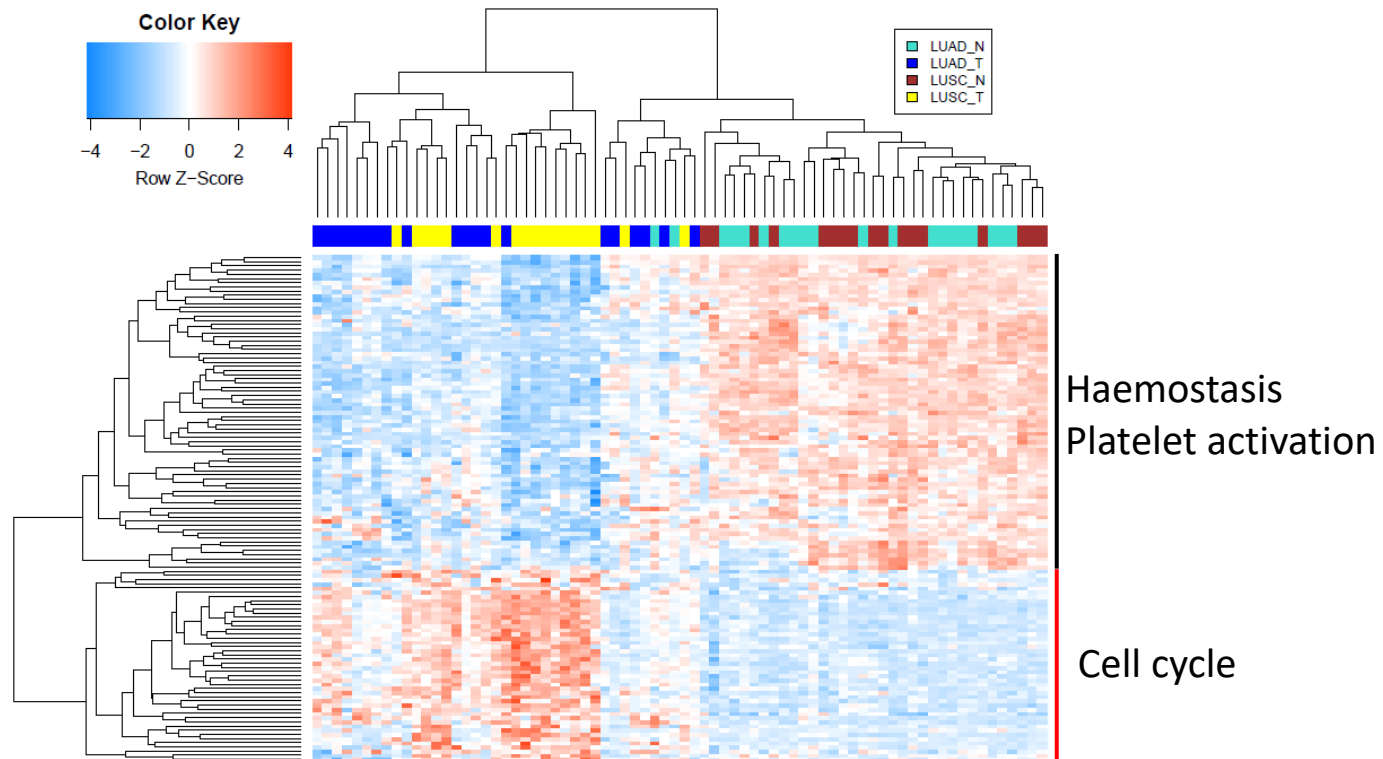 Color Key
−4 −2 0 2 4
Row Z−Score
LUAD_N
LUAD_T
LUSC_N
LUSC_T
Haemostasis
Platelet activation
Cell cycle